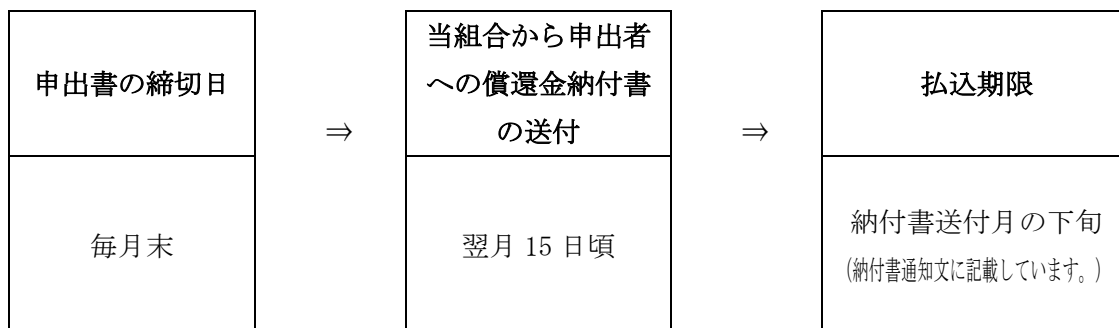 申出書の締切日
毎月末
⇒
当組合から申出者
への償還金納付書
の送付
翌月 15 日頃
⇒
払込期限
納付書送付月の下旬
(納付書通知文に記載しています。)